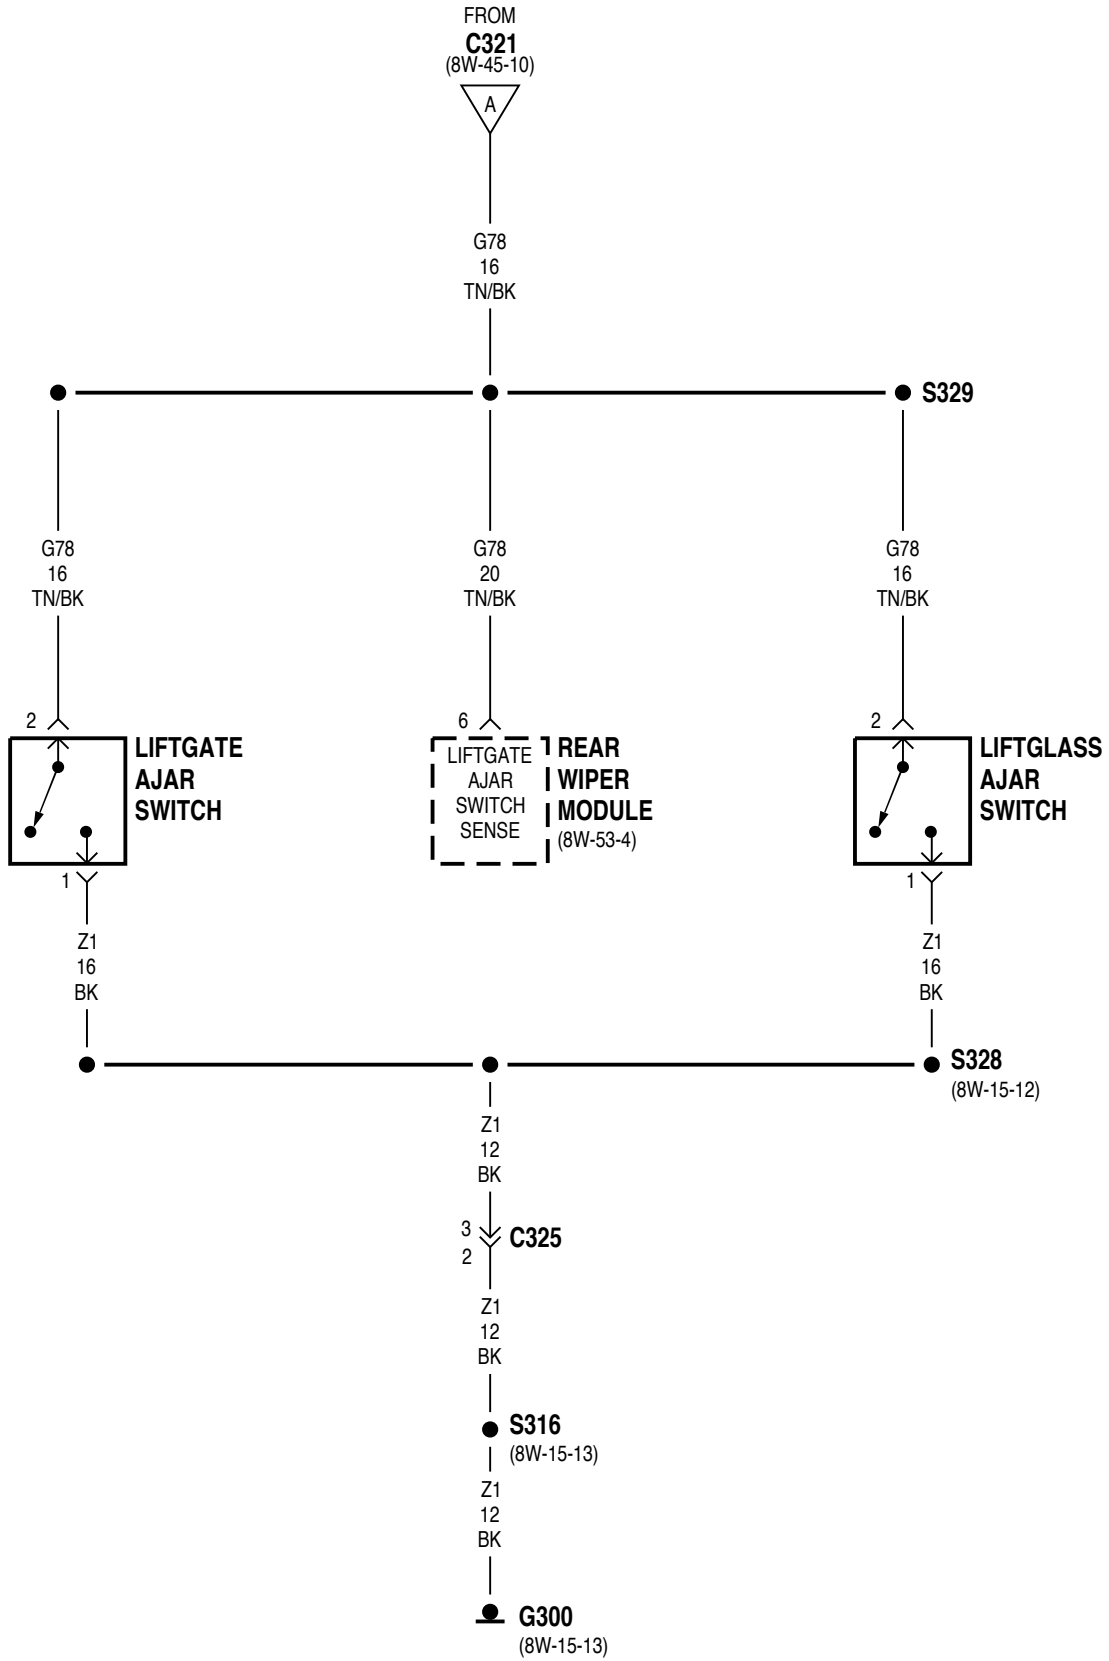 FROM
C321
(8W-45-10)
A
G78
16
TN/BK
S329
G78
16
TN/BK
G78
20
TN/BK
G78
16
TN/BK
2
LIFTGATE
AJAR
SWITCH
1
6
LIFTGATE
AJAR
SWITCH
SENSE
REAR
WIPER
MODULE
(8W-53-4)
2
LIFTGLASS
AJAR
SWITCH
1
Z1
16
BK
Z1
16
BK
S328
(8W-15-12)
Z1
12
BK
3
C325
2
Z1
12
BK
S316
(8W-15-13)
Z1
12
BK
G300
(8W-15-13)